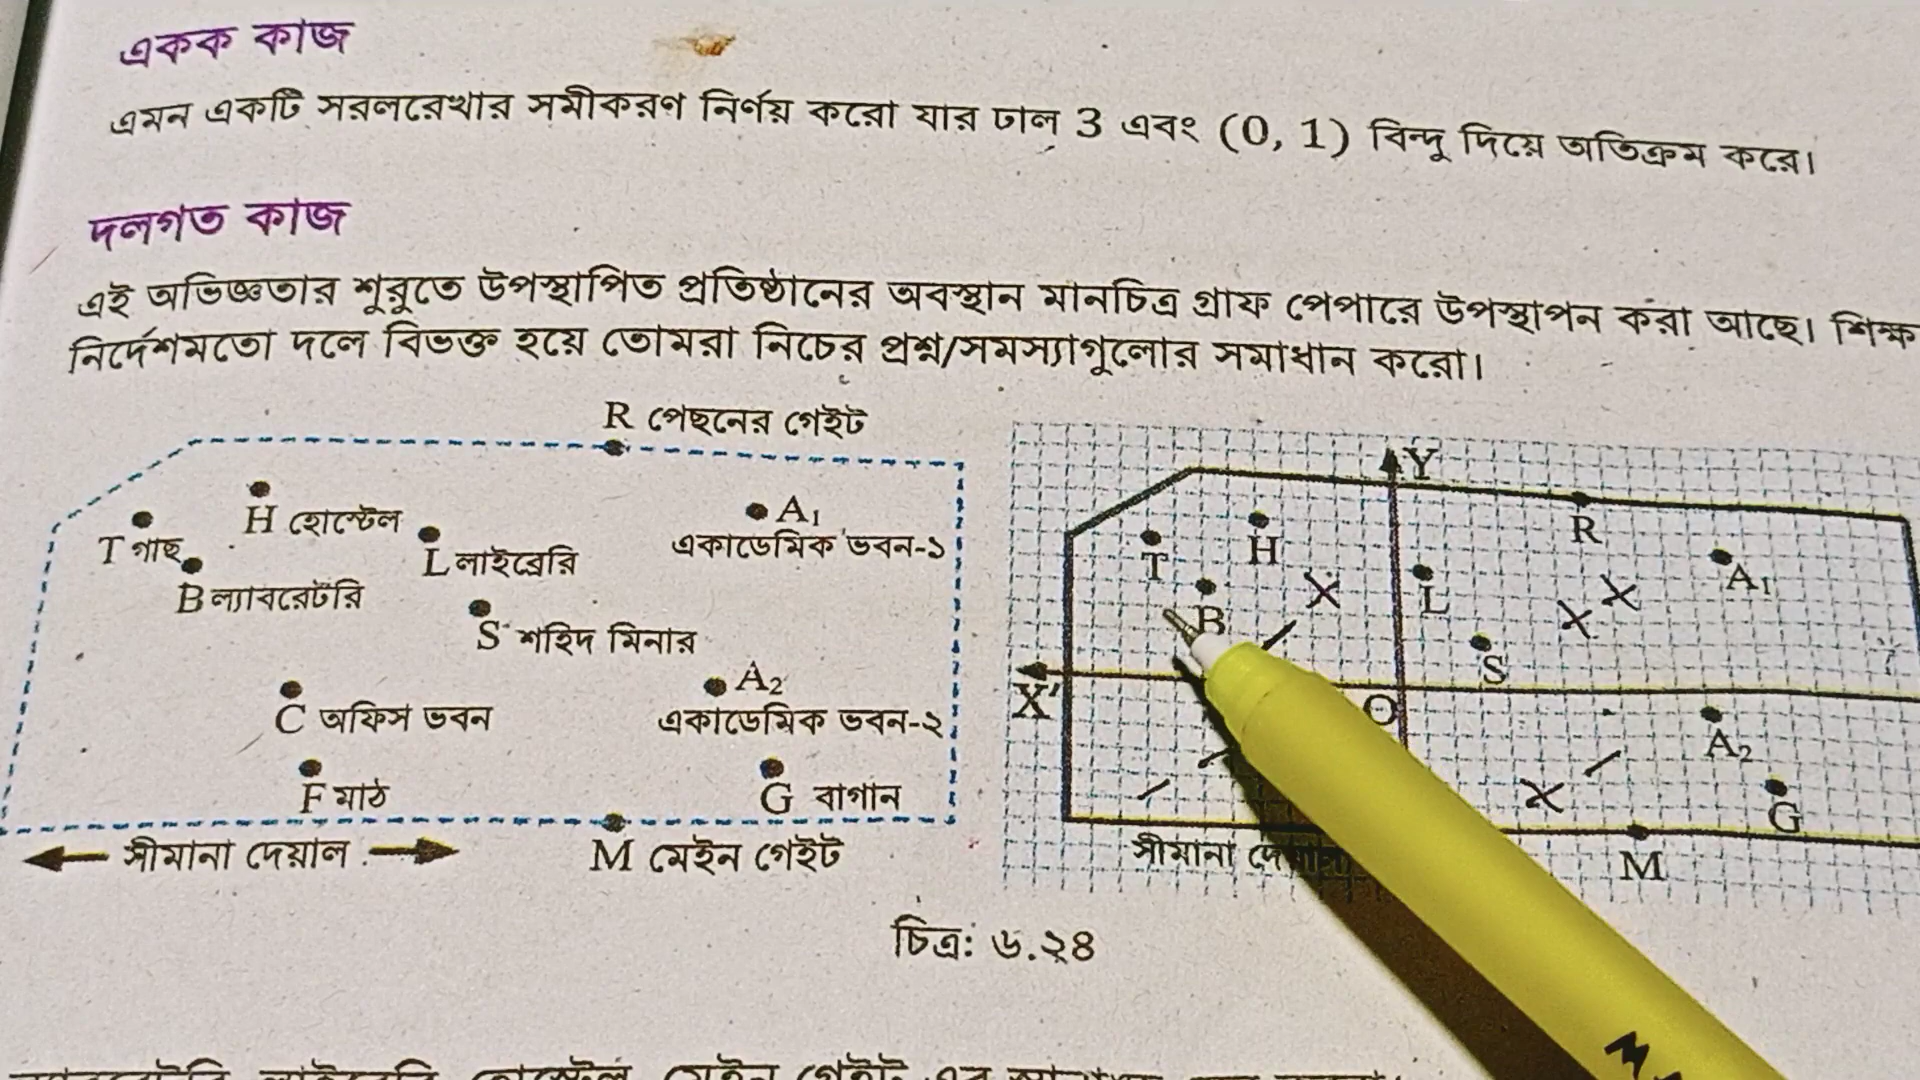 একক কাজ
এমন একটি সরলরেখার সমীকরণ নির্ণয় করো যার ঢাল 3 এবং (0, 1) বিন্দু দিয়ে অতিক্রম করে।
দলগত কাজ
এই অভিজ্ঞতার শুরুতে উপস্থাপিত প্রতিষ্ঠানের অবস্থান মানচিত্র গ্রাফ পেপারে উপস্থাপন করা আছে। শিক্ষ
নির্দেশমতো দলে বিভক্ত হয়ে তোমরা নিচের প্রশ্ন/সমস্যাগুলোর সমাধান করো।
R পেছনের গেইট
H হোস্টেল
A₁
T গাছ
L লাইব্রেরি
একাডেমিক ভবন-১
B ল্যাবরেটরি
S শহিদ মিনার
A₂
C অফিস ভবন
একাডেমিক ভবন-২
F মাঠ
G বাগান
সীমানা দেয়াল
M মেইন গেইট
Y
R
T
H
A₁
L
B
S
X′
O
A₂
G
সীমানা
M
চিত্র: ৬.২৪